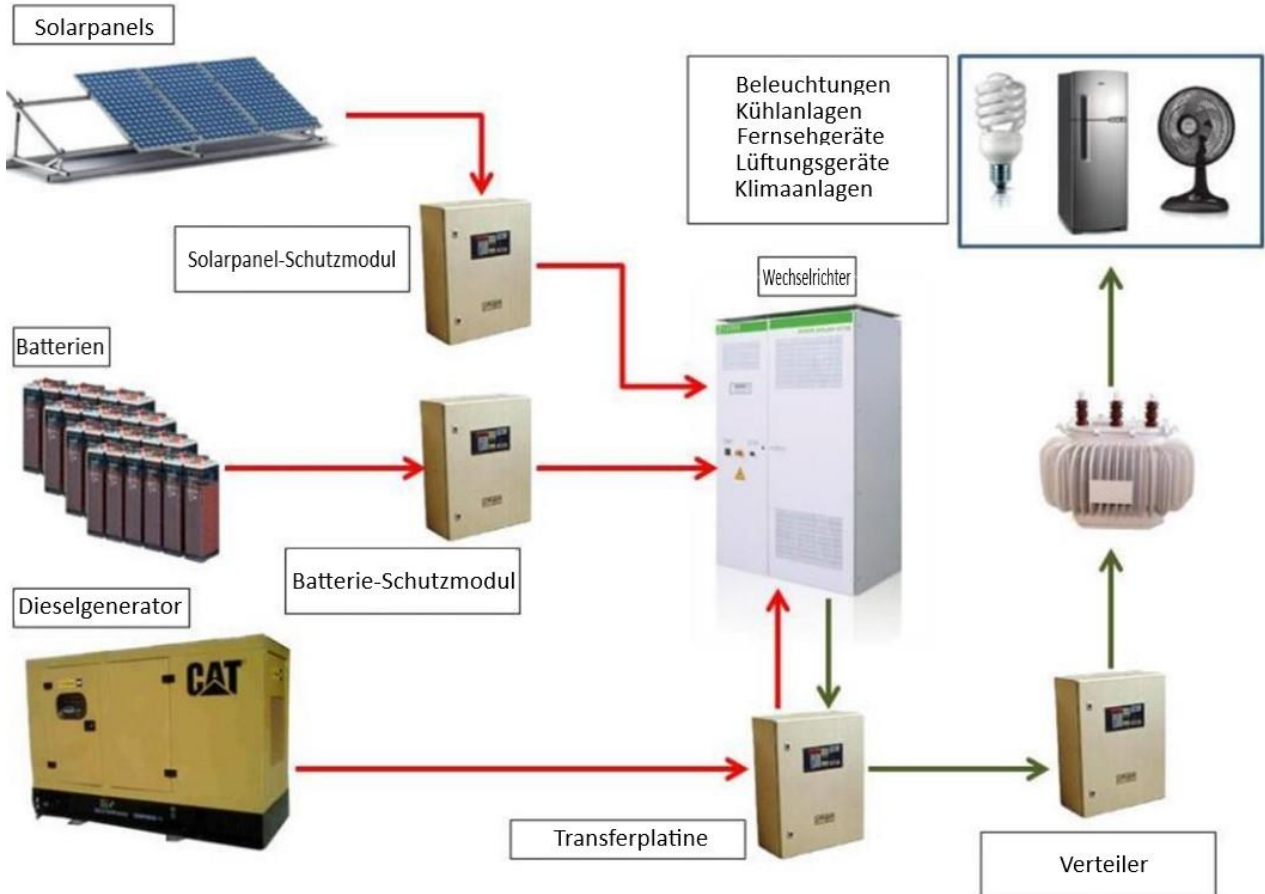 Solarpanels
Beleuchtungen
Kühlanlagen
Fernsehgeräte
Lüftungsgeräte
Klimaanlagen
Solarpanel-Schutzmodul
Wechselrichter
Batterien
Batterie-Schutzmodul
Dieselgenerator
CAT
Transferplatine
Verteiler